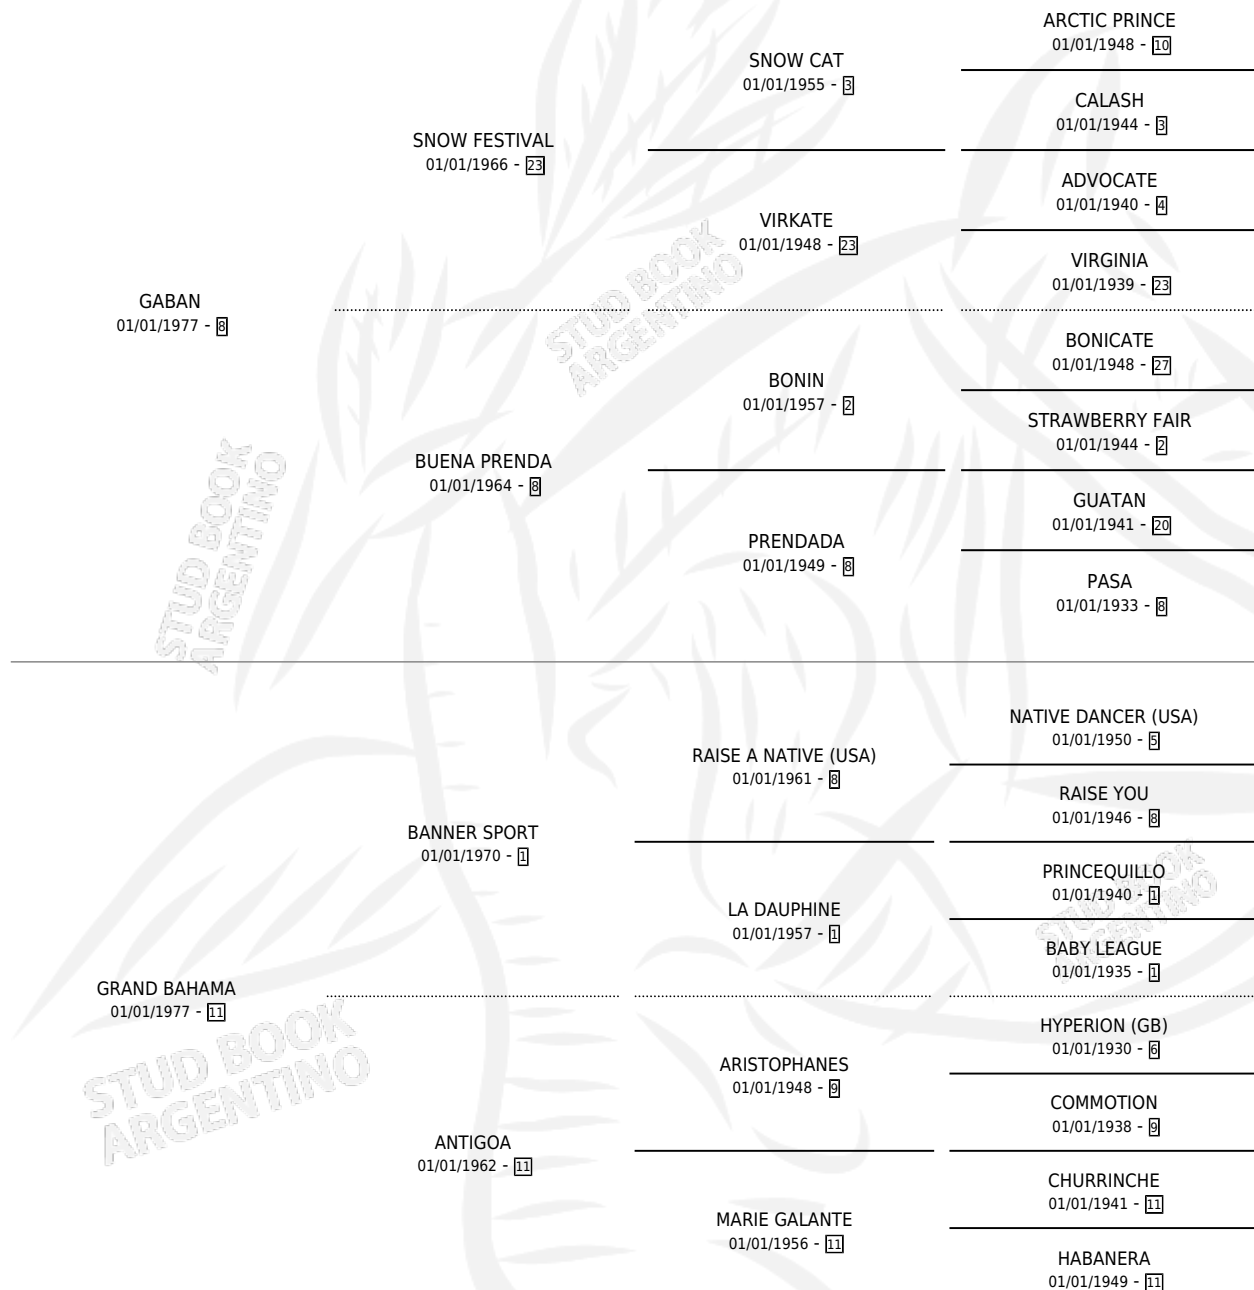 ARCTIC PRINCE
01/01/1948 - 10
SNOW CAT
01/01/1955 - 3
CALASH
01/01/1944 - 3
SNOW FESTIVAL
01/01/1966 - 23
ADVOCATE
01/01/1940 - 4
VIRKATE
01/01/1948 - 23
VIRGINIA
01/01/1939 - 23
GABAN
01/01/1977 - 8
BONICATE
01/01/1948 - 27
BONIN
01/01/1957 - 2
STRAWBERRY FAIR
01/01/1944 - 2
BUENA PRENDA
01/01/1964 - 8
GUATAN
01/01/1941 - 20
PRENDADA
01/01/1949 - 8
PASA
01/01/1933 - 8
NATIVE DANCER (USA)
01/01/1950 - 5
RAISE A NATIVE (USA)
01/01/1961 - 8
RAISE YOU
01/01/1946 - 8
BANNER SPORT
01/01/1970 - 1
PRINCEQUILLO
01/01/1940 - 1
LA DAUPHINE
01/01/1957 - 1
BABY LEAGUE
01/01/1935 - 1
GRAND BAHAMA
01/01/1977 - 11
HYPERION (GB)
01/01/1930 - 6
ARISTOPHANES
01/01/1948 - 9
COMMOTION
01/01/1938 - 9
ANTIGOA
01/01/1962 - 11
CHURRINCHE
01/01/1941 - 11
MARIE GALANTE
01/01/1956 - 11
HABANERA
01/01/1949 - 11
STUD BOOK
ARGENTINO
STUD BOOK
ARGENTINO
STUD BOOK
ARGENTINO
STUD BOOK
ARGENTINO